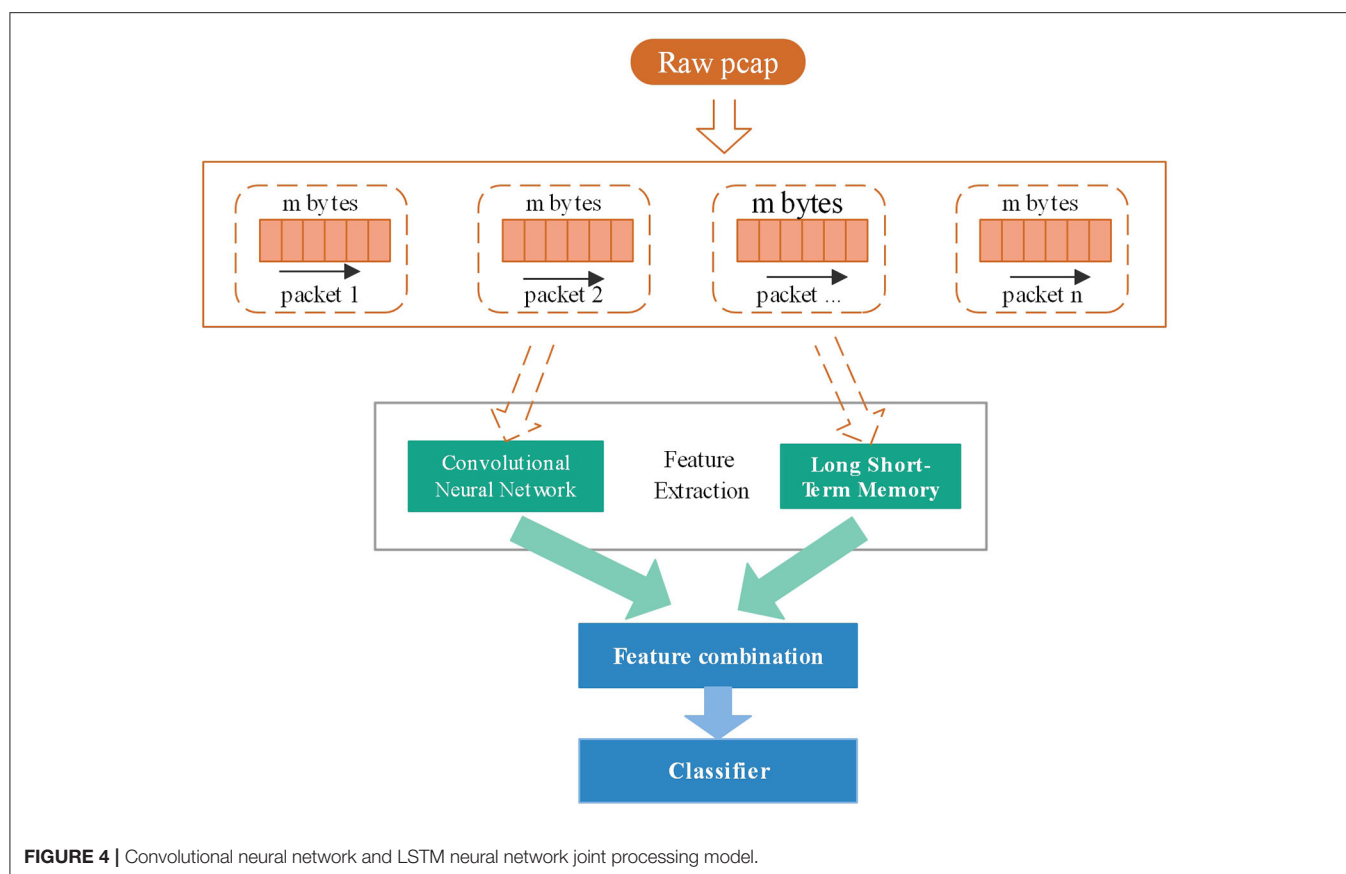 Raw pcap
m bytes
m bytes
m bytes
m bytes
packet 1
packet 2
packet ...
packet n
Convolutional
Neural Network
Feature
Extraction
Long Short-
Term Memory
Feature combination
Classifier
FIGURE 4 | Convolutional neural network and LSTM neural network joint processing model.